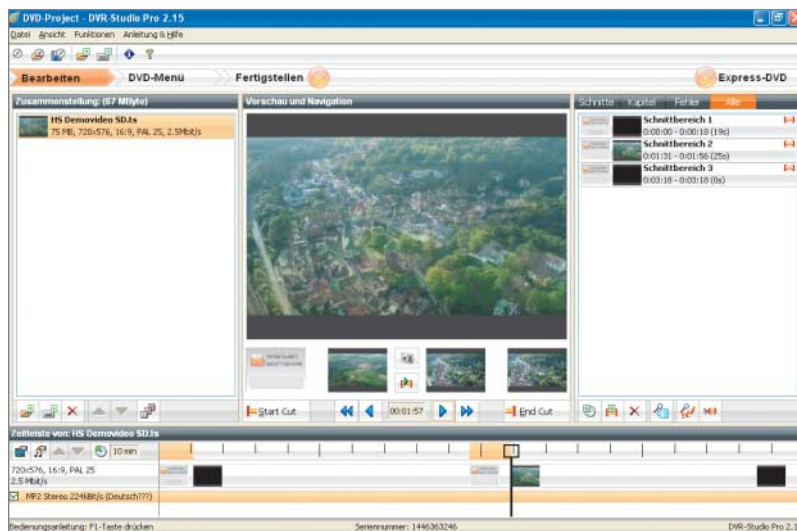 DVD-Project - DVR-Studio Pro 2.15
Datei Ansicht Funktionen Anleitung & Hilfe
Bearbeiten DVD-Menü Fertigstellen Express-DVD
Zusammenstellung: (67 MByte)
HS Demovideo SD.ts
75 MB, 720x576, 16:9, PAL 25, 2.5Mbit/s
Vorschau und Navigation
Start Cut 00:01:57 End Cut
Schnitte Kapitel Fehler Alle
Schnittbereich 1
0:00:00 - 0:00:18 (19s)
Schnittbereich 2
0:01:31 - 0:01:56 (25s)
Schnittbereich 3
0:03:18 - 0:03:18 (0s)
Zeitleiste von: HS Demovideo SD.ts
10 min
720x576, 16:9, PAL 25
2.5 Mbit/s
MP2 Stereo 224kBit/s (Deutsch???)
Bedienungsanleitung: F1-Taste drücken Seriennummer: 1446363246 DVR-Studio Pro 2.1